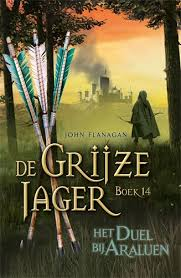 JOHN FLANAGAN
DE GRIJZE
JAGER BOEK 14
HET DUEL
BIJ ARALUEN